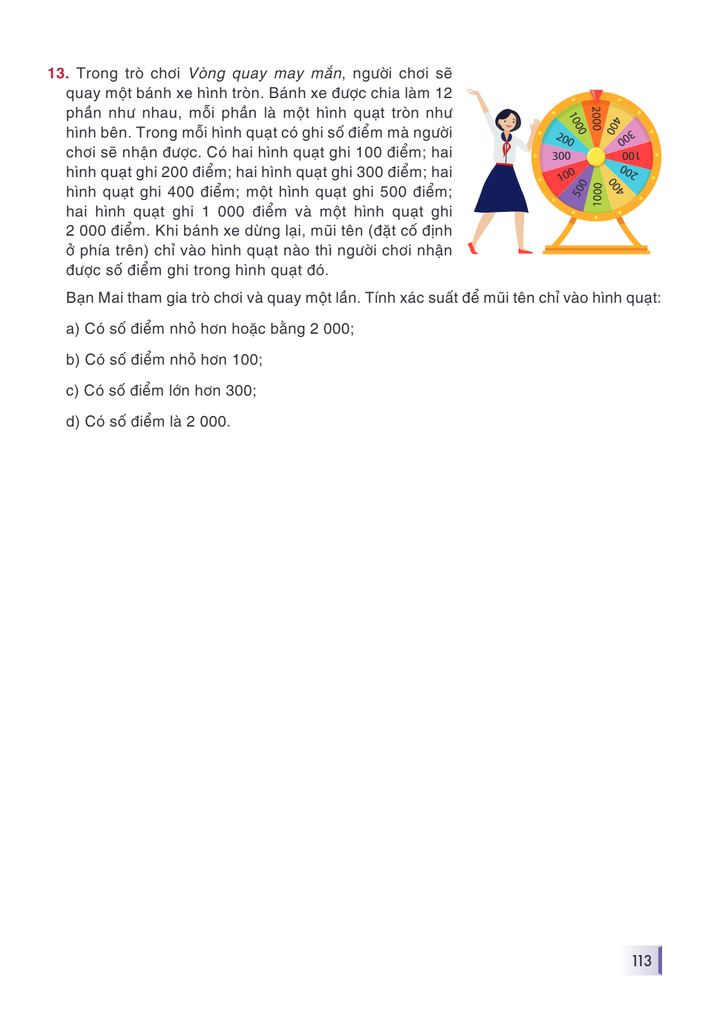 13. Trong trò chơi Vòng quay may mắn, người chơi sẽ
quay một bánh xe hình tròn. Bánh xe được chia làm 12
phần như nhau, mỗi phần là một hình quạt tròn như
hình bên. Trong mỗi hình quạt có ghi số điểm mà người
chơi sẽ nhận được. Có hai hình quạt ghi 100 điểm; hai
hình quạt ghi 200 điểm; hai hình quạt ghi 300 điểm; hai
hình quạt ghi 400 điểm; một hình quạt ghi 500 điểm;
hai hình quạt ghi 1 000 điểm và một hình quạt ghi
2 000 điểm. Khi bánh xe dừng lại, mũi tên (đặt cố định
ở phía trên) chỉ vào hình quạt nào thì người chơi nhận
được số điểm ghi trong hình quạt đó.
2000
400
300
100
200
400
1000
500
100
300
200
1000
Bạn Mai tham gia trò chơi và quay một lần. Tính xác suất để mũi tên chỉ vào hình quạt:
a) Có số điểm nhỏ hơn hoặc bằng 2 000;
b) Có số điểm nhỏ hơn 100;
c) Có số điểm lớn hơn 300;
d) Có số điểm là 2 000.
113